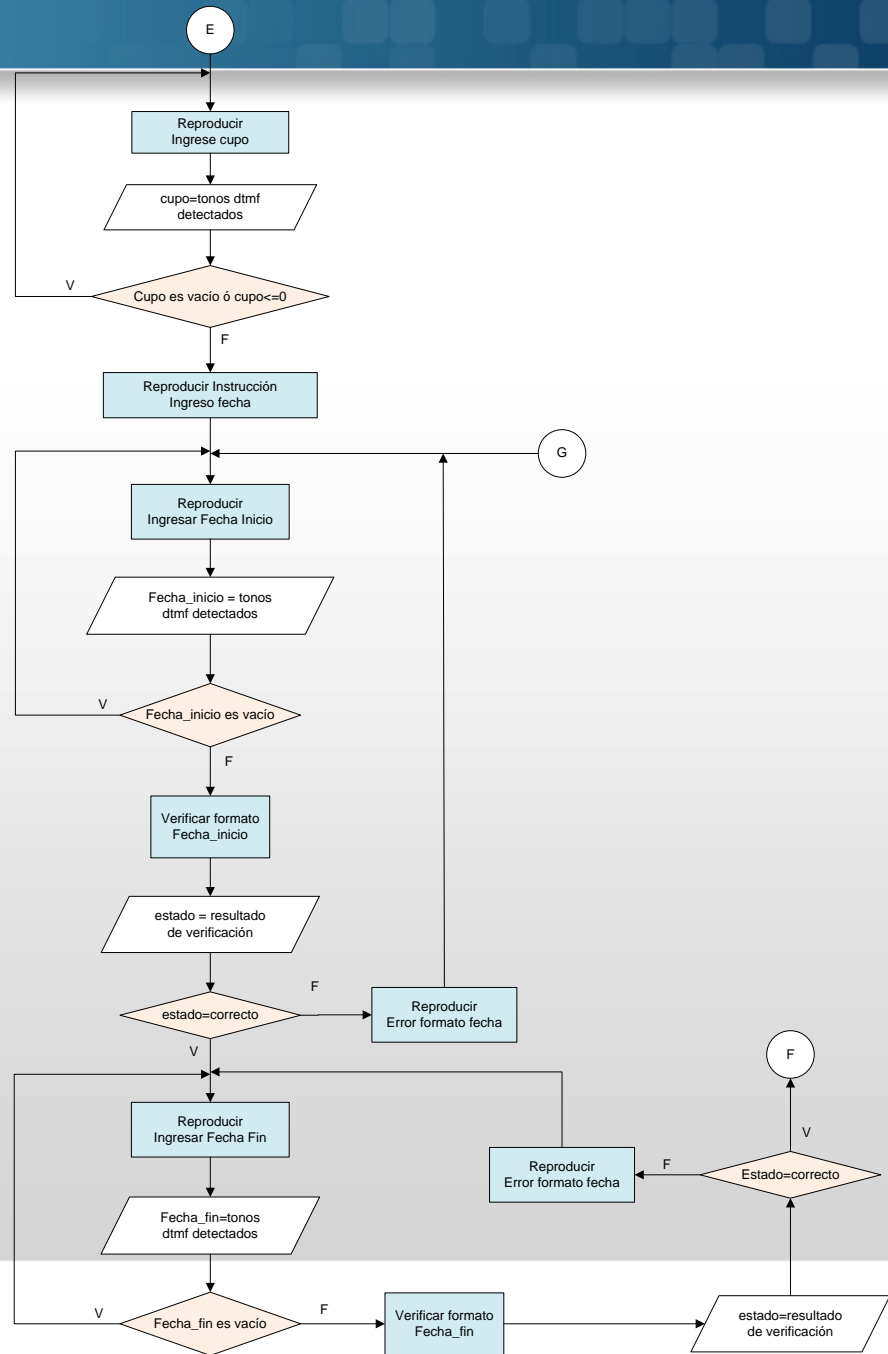 E
Reproducir
Ingrese cupo
cupo=tonos dtmf
detectados
V
Cupo es vacío ó cupo<=0
F
Reproducir Instrucción
Ingreso fecha
G
Reproducir
Ingresar Fecha Inicio
Fecha_inicio = tonos
dtmf detectados
V
Fecha_inicio es vacío
F
Verificar formato
Fecha_inicio
estado = resultado
de verificación
F
estado=correcto
Reproducir
Error formato fecha
V
F
Reproducir
Ingresar Fecha Fin
V
Reproducir
Error formato fecha
F
Estado=correcto
Fecha_fin=tonos
dtmf detectados
V
Fecha_fin es vacío
F
Verificar formato
Fecha_fin
estado=resultado
de verificación